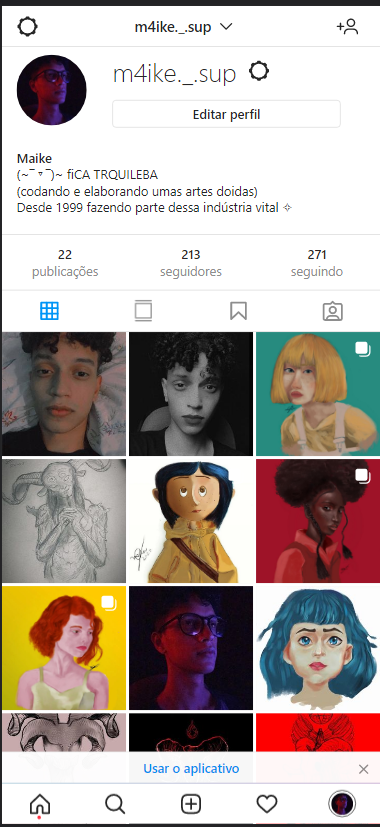 m4ike._.sup
m4ike._.sup
Editar perfil
Maike
(~‾▿‾)~ fiCA TRQUILEBA
(codando e elaborando umas artes doidas)
Desde 1999 fazendo parte dessa indústria vital ✧
22 213 271
publicações seguidores seguindo
Usar o aplicativo